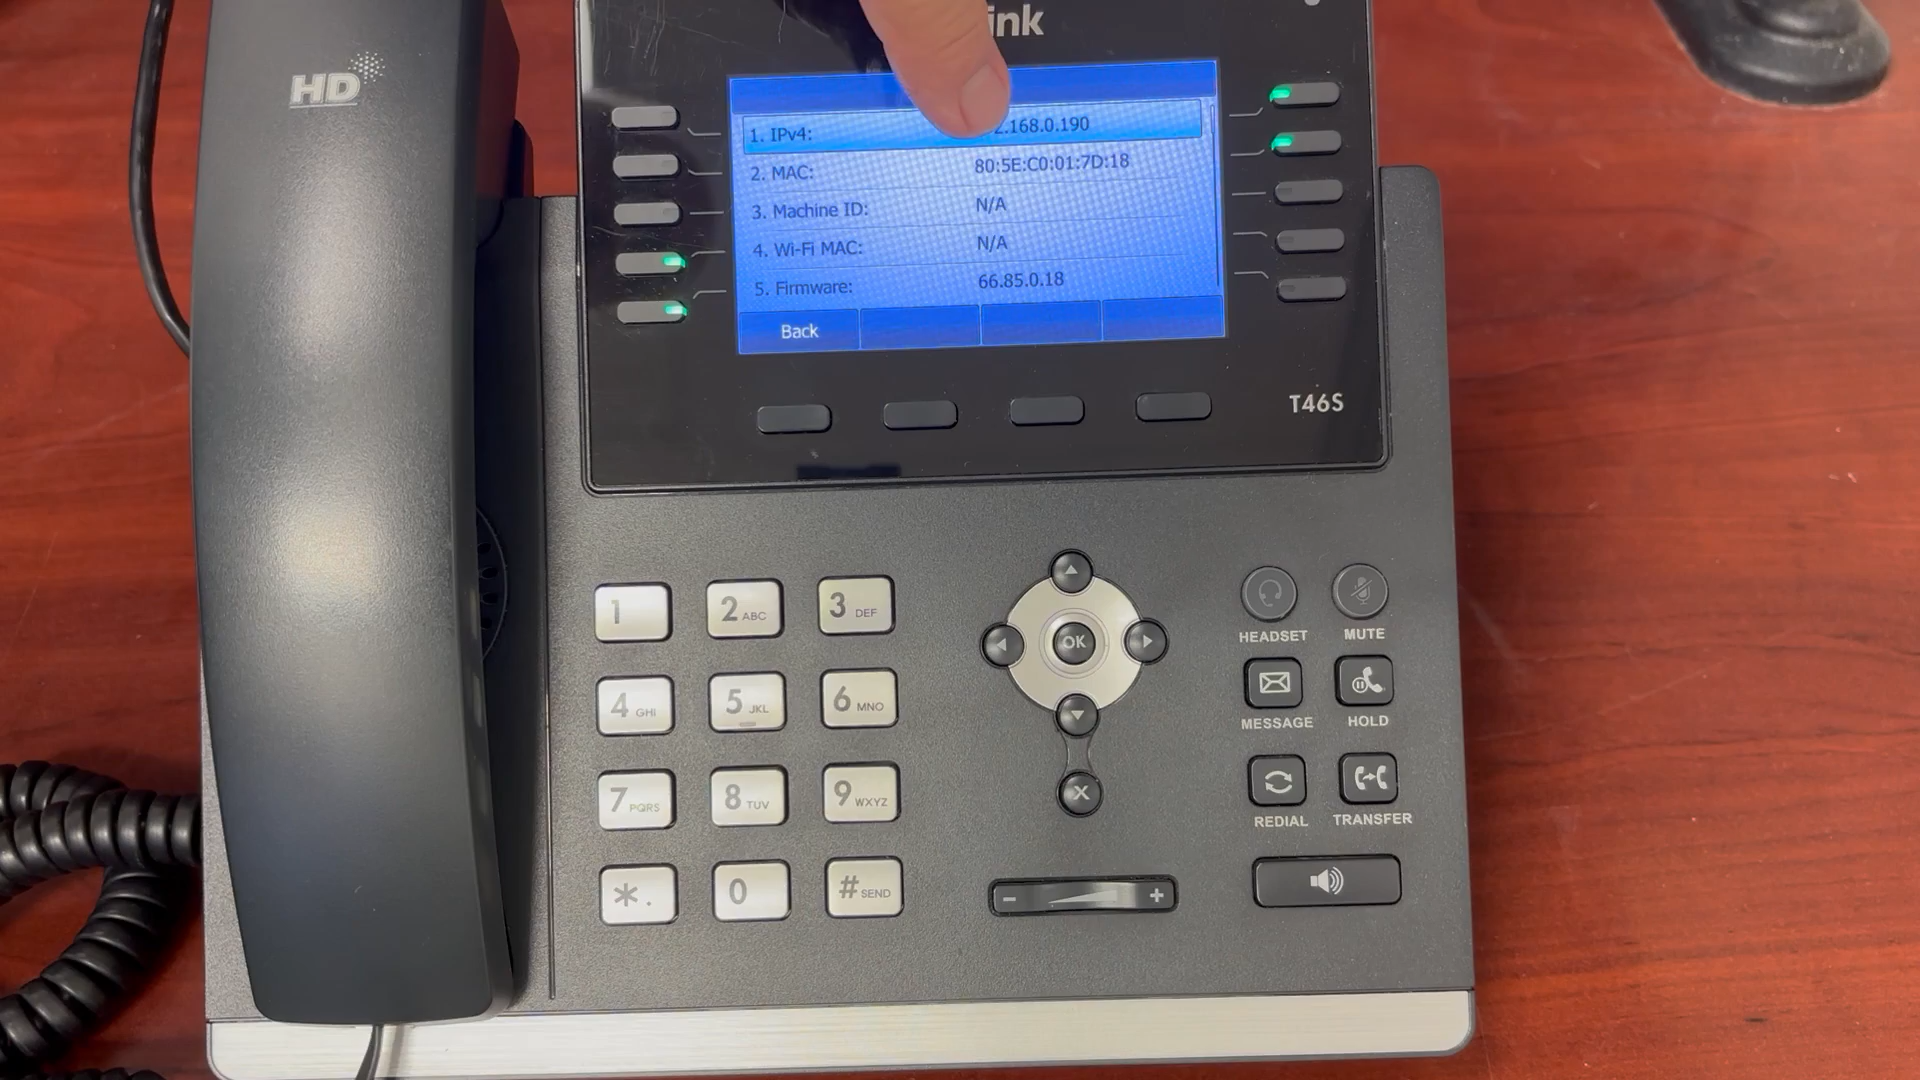 HD
ink
1. IPv4: 2.168.0.190
2. MAC: 80:5E:C0:01:7D:18
3. Machine ID: N/A
4. Wi-Fi MAC: N/A
5. Firmware: 66.85.0.18
Back
T46S
1
2 ABC
3 DEF
4 GHI
5 JKL
6 MNO
7 PQRS
8 TUV
9 WXYZ
* .
0
# SEND
OK
X
- +
HEADSET
MUTE
MESSAGE
HOLD
REDIAL
TRANSFER